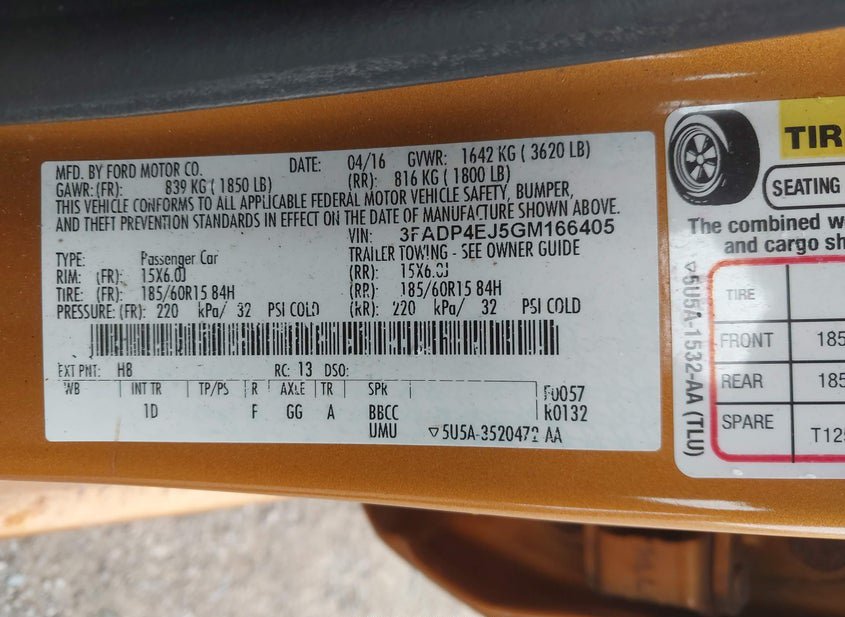 MFD. BY FORD MOTOR CO. DATE: 04/16 GVWR: 1642 KG ( 3620 LB)
GAWR: (FR): 839 KG ( 1850 LB) (RR): 816 KG ( 1800 LB)
THIS VEHICLE CONFORMS TO ALL APPLICABLE FEDERAL MOTOR VEHICLE SAFETY, BUMPER,
AND THEFT PREVENTION STANDARDS IN EFFECT ON THE DATE OF MANUFACTURE SHOWN ABOVE.
VIN: 3FADP4EJ5GM166405
TYPE: Passenger Car TRAILER TOWING - SEE OWNER GUIDE
RIM: (FR): 15X6.0J (RR): 15X6.0J
TIRE: (FR): 185/60R15 84H (RR): 185/60R15 84H
PRESSURE: (FR): 220 kPa/ 32 PSI COLD (RR): 220 kPa/ 32 PSI COLD
EXT PNT: HB RC: 13 DSO:
WB INT TR TP/PS R AXLE TR SPR F0057
1D F GG A BBCC R0132
UMU ▽5U5A-3520472-AA
TIR
SEATING
The combined w
and cargo sh
TIRE
FRONT 185
REAR 185
SPARE T125
▽5U5A-1532-AA (TLU)